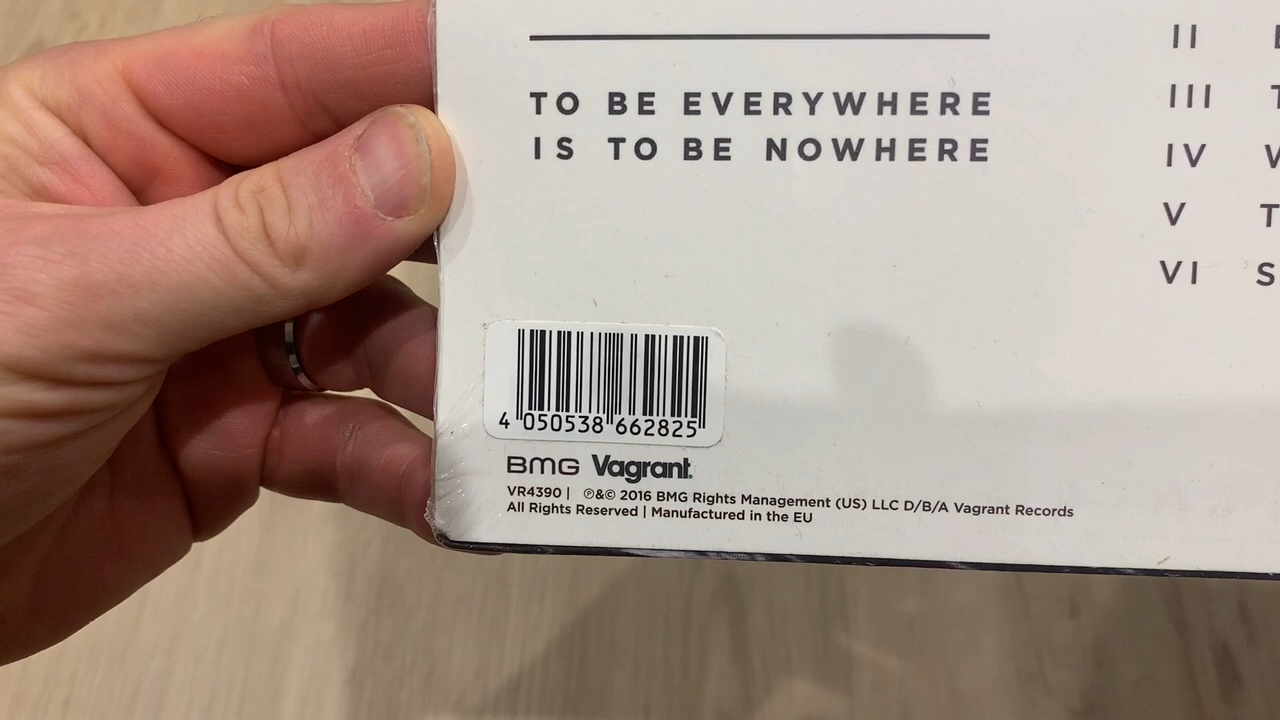 TO BE EVERYWHERE
IS TO BE NOWHERE
II
III T
IV
V T
VI S
4 050538 662825
BMG Vagrant
VR4390 | ℗&© 2016 BMG Rights Management (US) LLC D/B/A Vagrant Records
All Rights Reserved | Manufactured in the EU